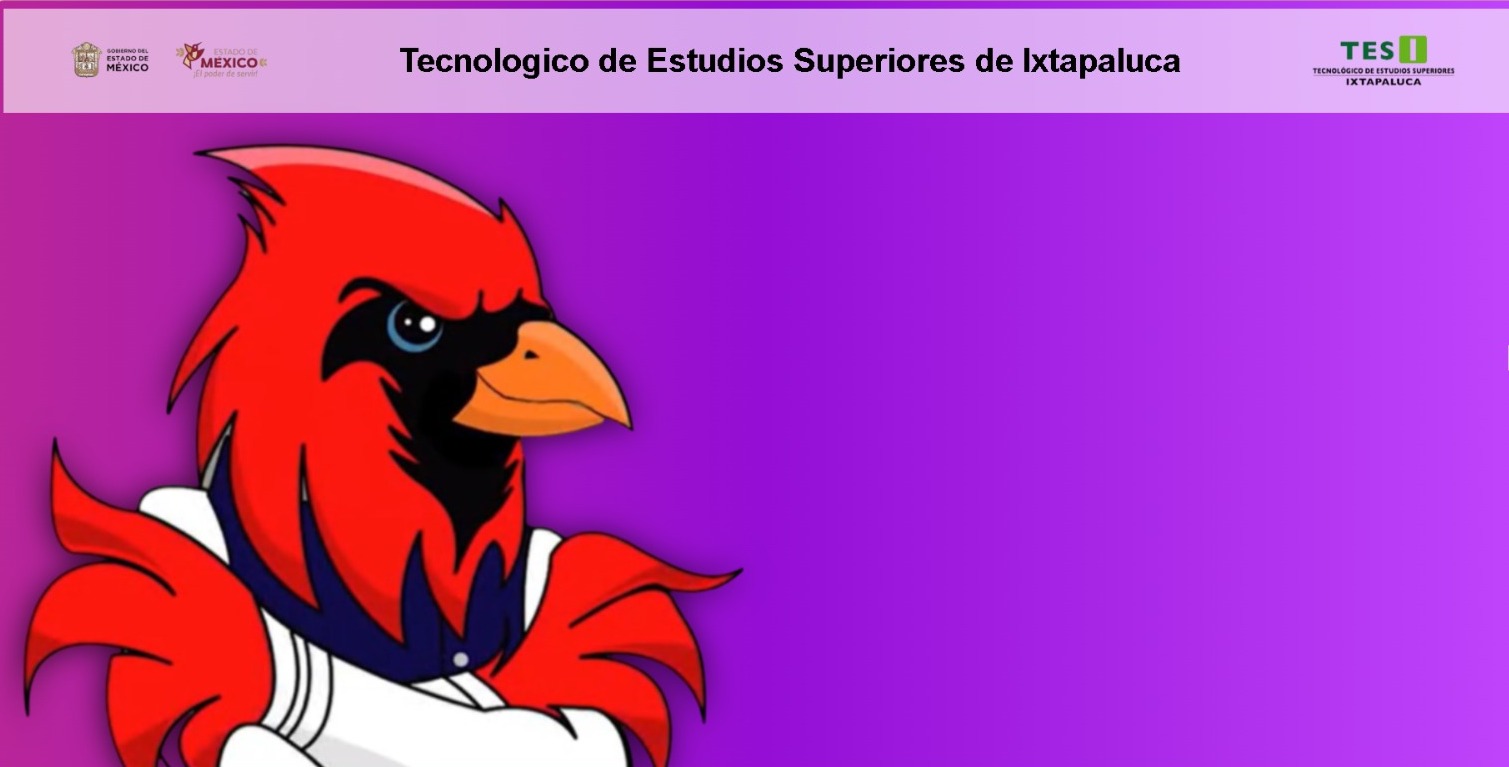 GOBIERNO DEL
ESTADO DE
MÉXICO
ESTADO DE
MÉXICO
¡El poder de servir!
Tecnologico de Estudios Superiores de Ixtapaluca
TESI
TECNOLÓGICO DE ESTUDIOS SUPERIORES
IXTAPALUCA